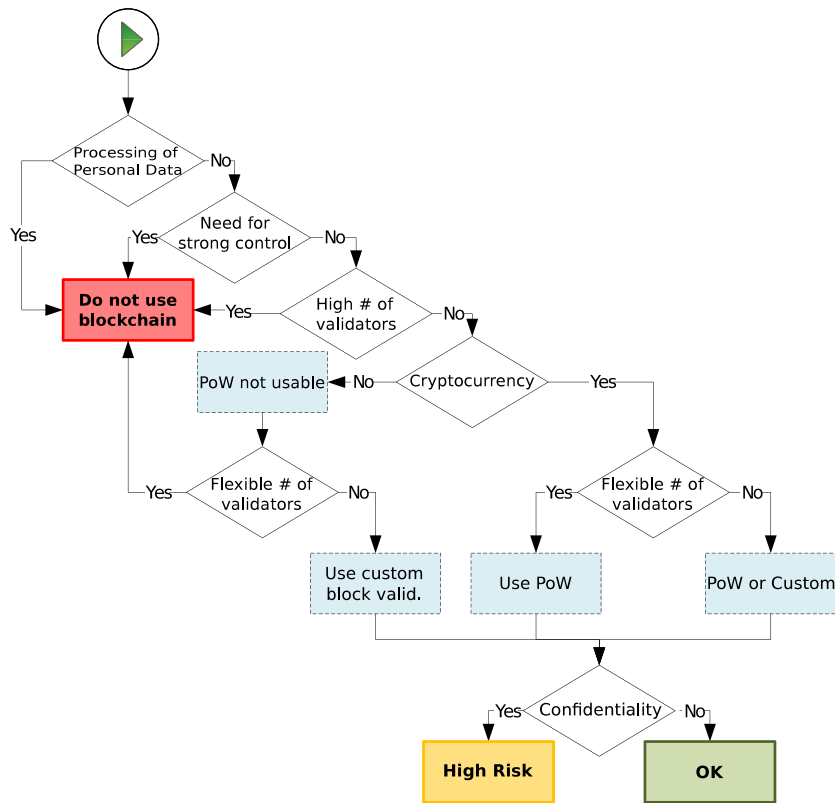 Processing of
Personal Data
No
Yes
Need for
strong control
Yes
No
Do not use
blockchain
High # of
validators
Yes
No
PoW not usable
No
Cryptocurrency
Yes
Flexible # of
validators
Yes
No
Flexible # of
validators
Yes
No
Use custom
block valid.
Use PoW
PoW or Custom
Confidentiality
Yes
No
High Risk
OK